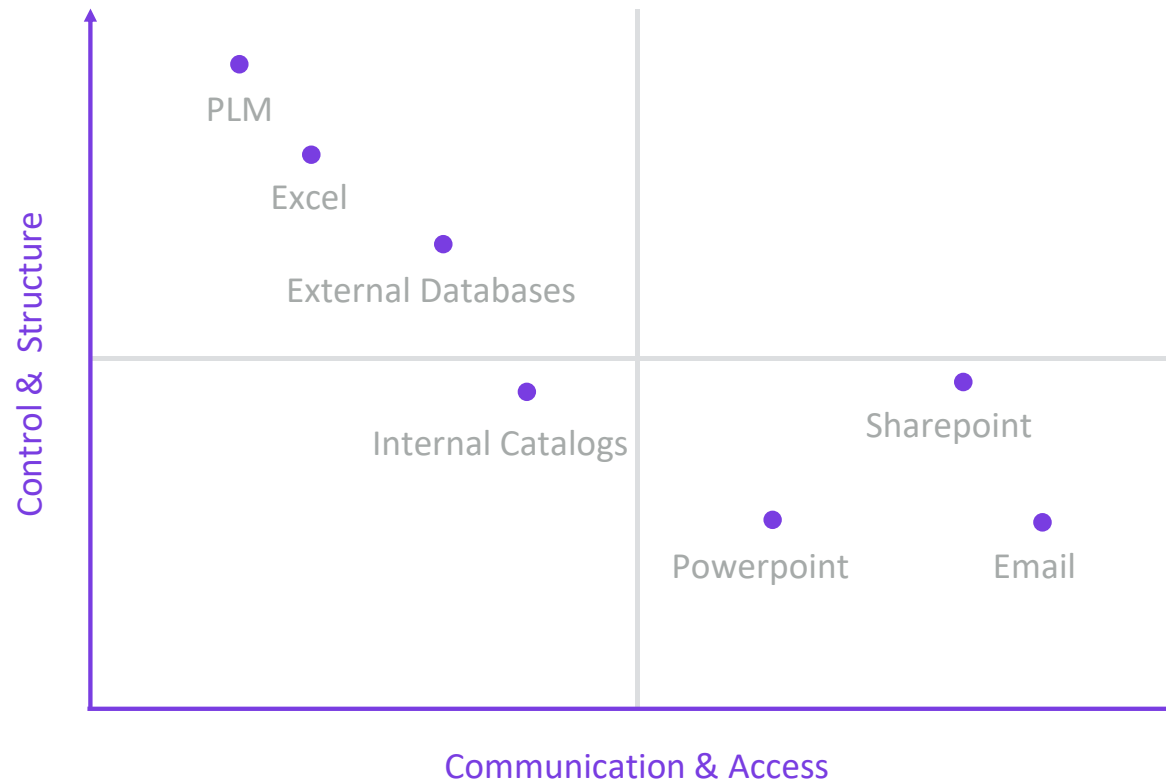 PLM
Excel
External Databases
Internal Catalogs
Sharepoint
Powerpoint
Email
Control & Structure
Communication & Access